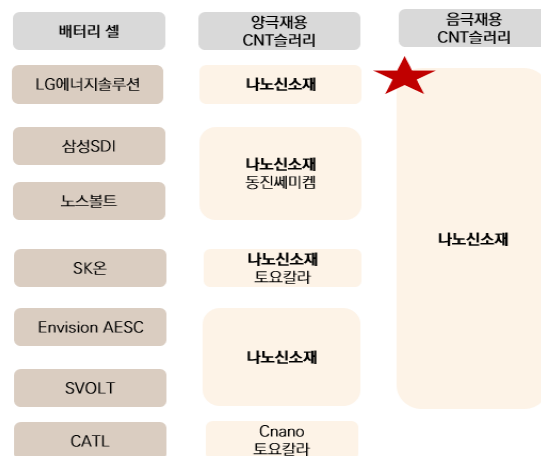 배터리 셀
양극재용
CNT슬러리
음극재용
CNT슬러리
LG에너지솔루션
나노신소재
삼성SDI
노스볼트
나노신소재
동진쎄미켐
나노신소재
SK온
나노신소재
토요칼라
Envision AESC
SVOLT
나노신소재
CATL
Cnano
토요칼라